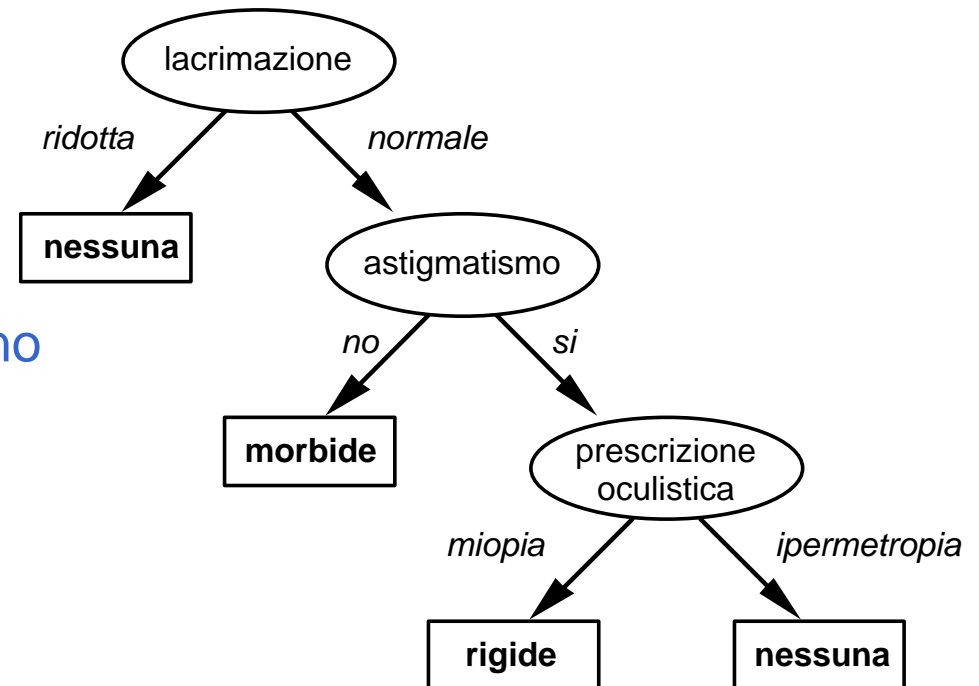 lacrimazione
ridotta
normale
nessuna
astigmatismo
no
si
morbide
prescrizione
oculistica
miopia
ipermetropia
rigide
nessuna